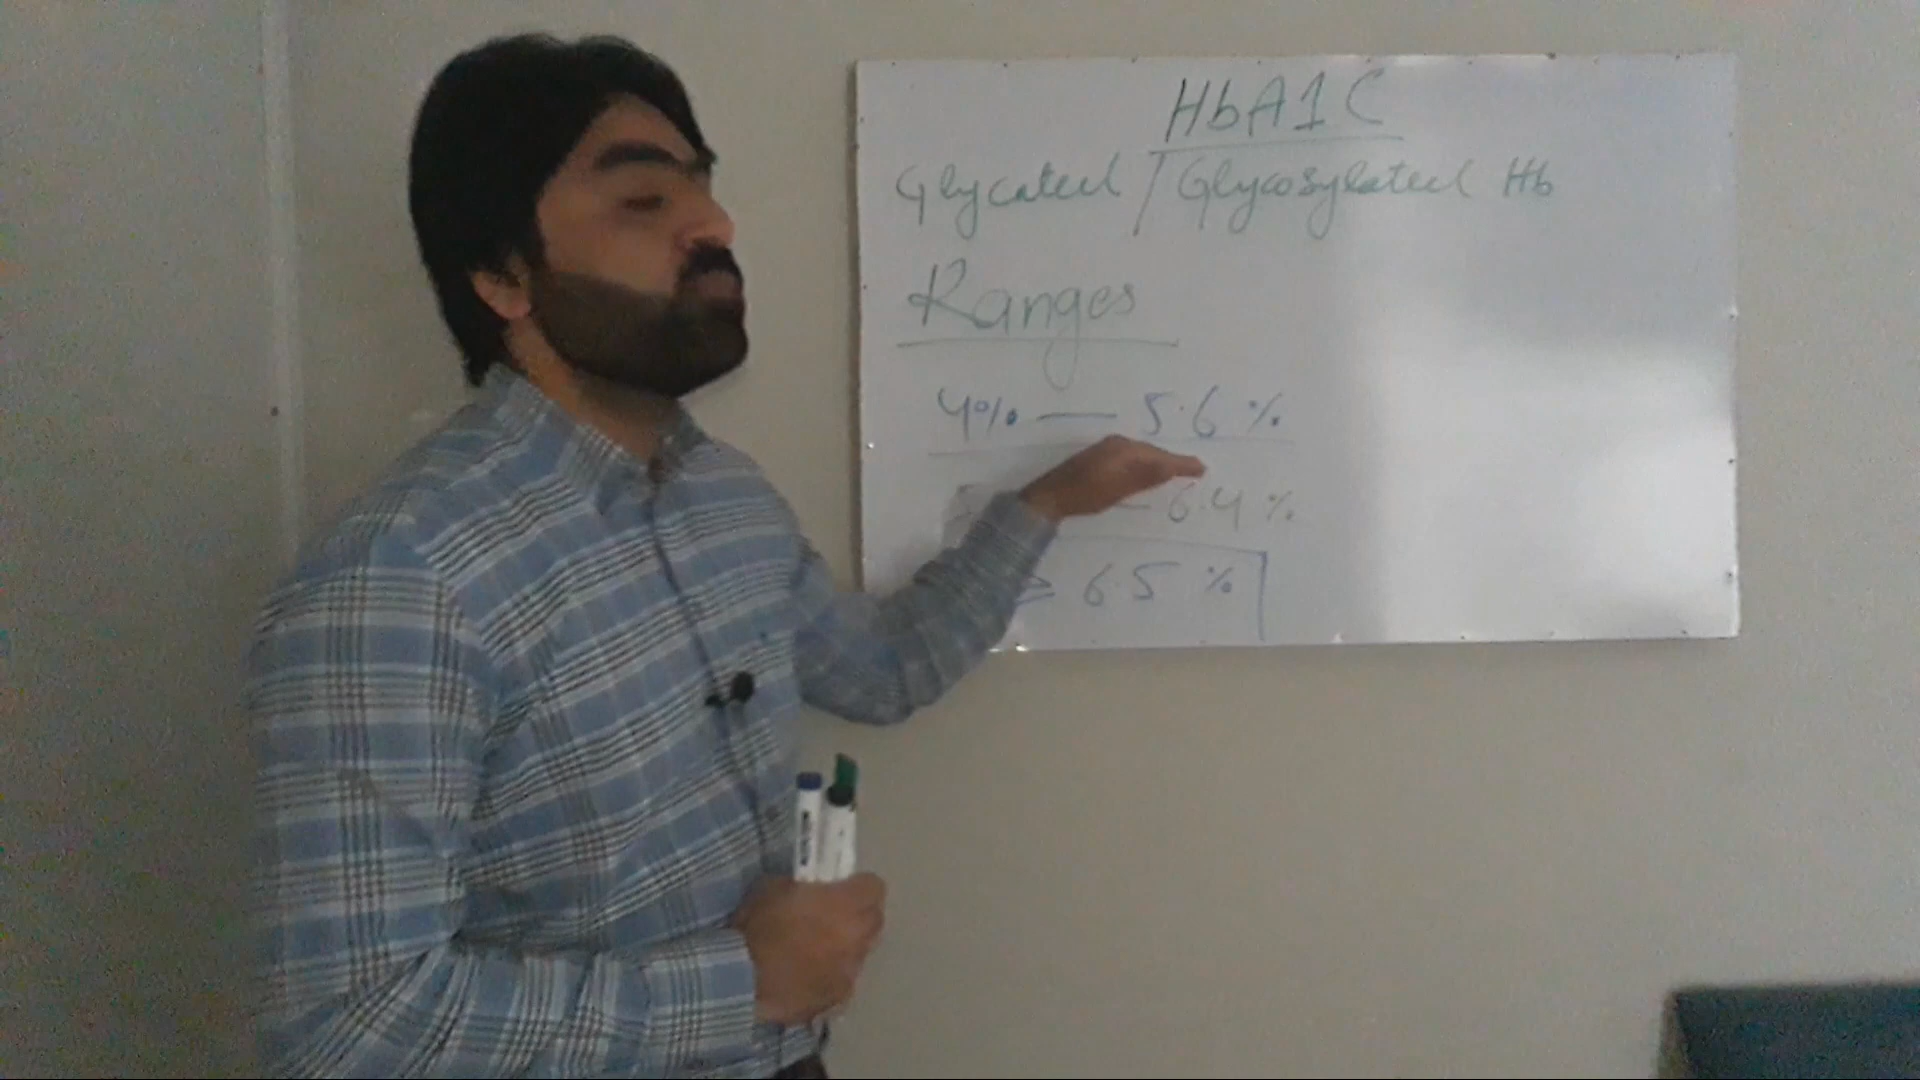 HbA1C
Glycated / Glycosylated Hb
Ranges
4% — 5.6 %
— 6.4 %
≥ 6.5 %